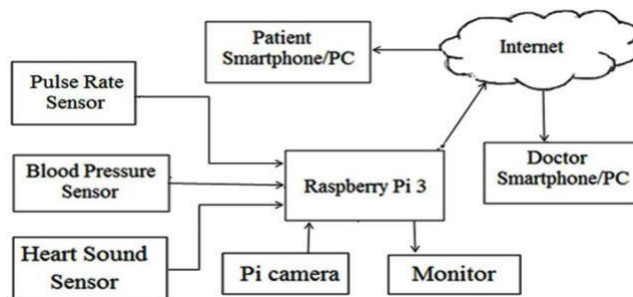 Patient
Smartphone/PC
Internet
Pulse Rate
Sensor
Blood Pressure
Sensor
Raspberry Pi 3
Doctor
Smartphone/PC
Heart Sound
Sensor
Pi camera
Monitor